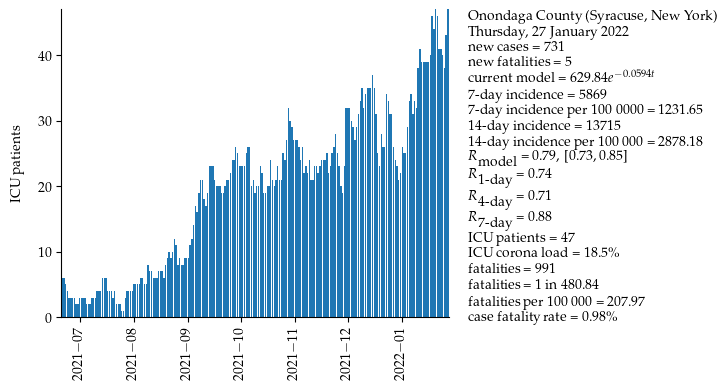 Onondaga County (Syracuse, New York)
Thursday, 27 January 2022
new cases = 731
new fatalities = 5
current model = 629.84e^−0.0594t
7-day incidence = 5869
7-day incidence per 100 0000 = 1231.65
14-day incidence = 13715
14-day incidence per 100 000 = 2878.18
R_model = 0.79, [0.73, 0.85]
R_1-day = 0.74
R_4-day = 0.71
R_7-day = 0.88
ICU patients = 47
ICU corona load = 18.5%
fatalities = 991
fatalities = 1 in 480.84
fatalities per 100 000 = 207.97
case fatality rate = 0.98%
ICU patients
40
30
20
10
0
2021−07
2021−08
2021−09
2021−10
2021−11
2021−12
2022−01